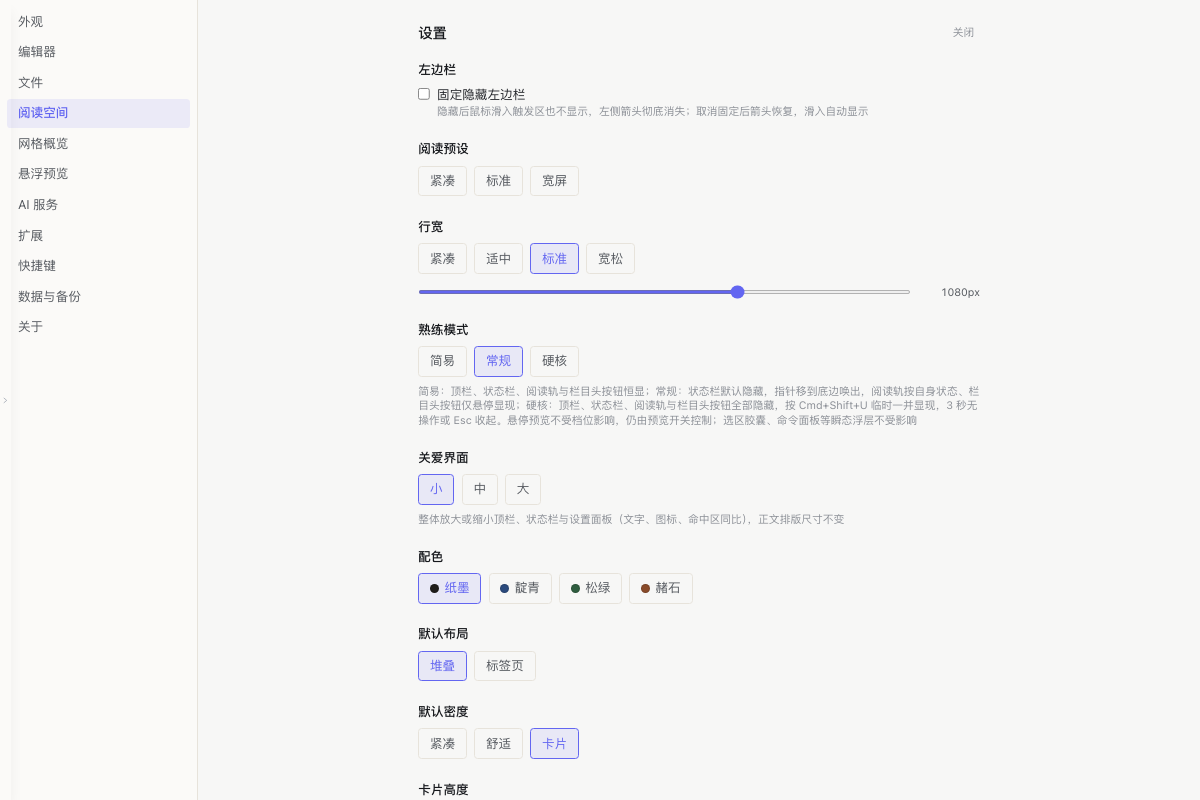 外观
编辑器
文件
阅读空间
网格概览
悬浮预览
AI 服务
扩展
快捷键
数据与备份
关于
设置
关闭
左边栏
固定隐藏左边栏
隐藏后鼠标滑入触发区也不显示，左侧箭头彻底消失；取消固定后箭头恢复，滑入自动显示
阅读预设
紧凑 标准 宽屏
行宽
紧凑 适中 标准 宽松
1080px
熟练模式
简易 常规 硬核
简易：顶栏、状态栏、阅读轨与栏目头按钮恒显；常规：状态栏默认隐藏，指针移到底边唤出，阅读轨按自身状态、栏
目头按钮仅悬停显现；硬核：顶栏、状态栏、阅读轨与栏目头按钮全部隐藏，按 Cmd+Shift+U 临时一并显现，3 秒无
操作或 Esc 收起。悬停预览不受档位影响，仍由预览开关控制；选区胶囊、命令面板等瞬态浮层不受影响
关爱界面
小 中 大
整体放大或缩小顶栏、状态栏与设置面板（文字、图标、命中区同比），正文排版尺寸不变
配色
纸墨 靛青 松绿 赭石
默认布局
堆叠 标签页
默认密度
紧凑 舒适 卡片
卡片高度